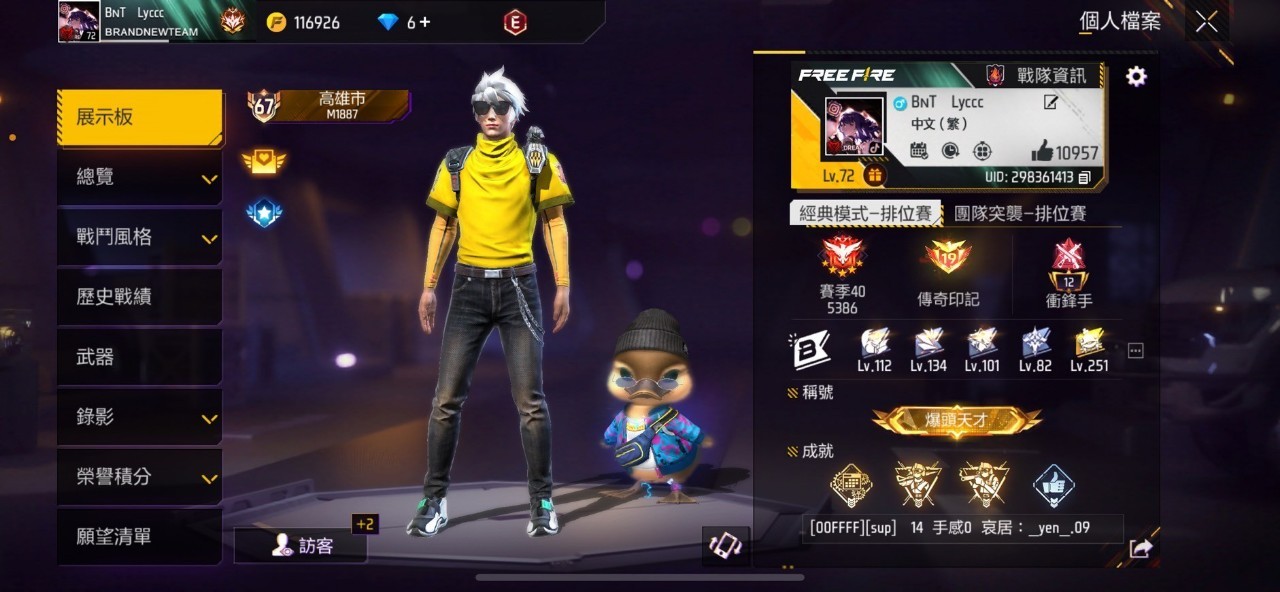 BNT Lyccc
BRANDNEWTEAM
72
116926
6+
E
個人檔案
展示板
總覽
戰鬥風格
歷史戰績
武器
錄影
榮譽積分
願望清單
67
高雄市
M1887
+2
訪客
FREE FIRE
戰隊資訊
BNT Lyccc
中文(繁)
DREAM
10957
Lv.72
UID: 298361413
經典模式-排位賽
團隊突襲-排位賽
賽季40
5386
19
傳奇印記
12
衝鋒手
B
Lv.112
Lv.134
Lv.101
Lv.82
Lv.251
稱號
爆頭天才
成就
[00FFFF][sup] 14 手感0 哀居：_yen_.09